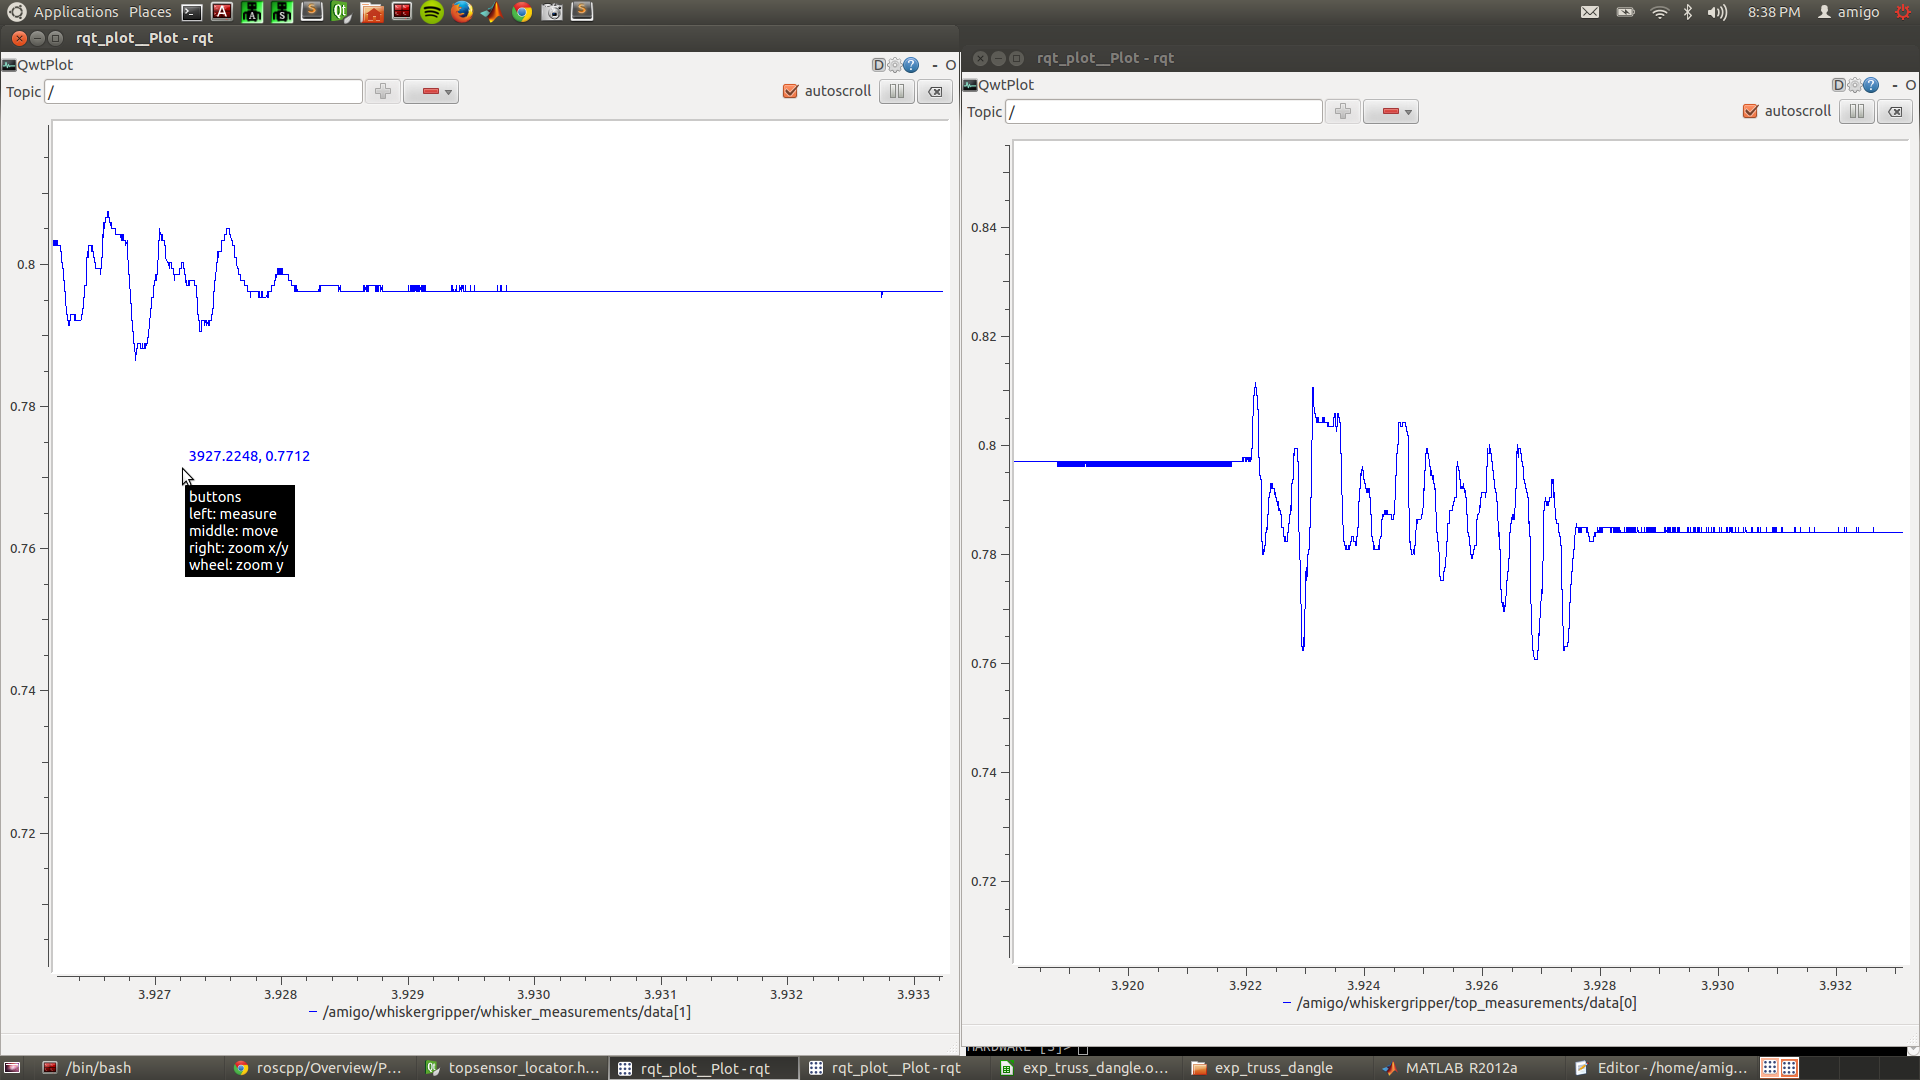 Applications Places 8:38 PM amigo
rqt_plot__Plot - rqt
QwtPlot
D ? - O
Topic / autoscroll
0.8
0.78
0.76
0.74
0.72
3927.2248, 0.7712
buttons
left: measure
middle: move
right: zoom x/y
wheel: zoom y
3.927 3.928 3.929 3.930 3.931 3.932 3.933
/amigo/whiskergripper/whisker_measurements/data[1]
rqt_plot__Plot - rqt
QwtPlot
D ? - O
Topic / autoscroll
0.84
0.82
0.8
0.78
0.76
0.74
0.72
3.920 3.922 3.924 3.926 3.928 3.930 3.932
/amigo/whiskergripper/top_measurements/data[0]
/bin/bash
roscpp/Overview/P...
topsensor_locator.h...
rqt_plot__Plot - rqt
rqt_plot__Plot - rqt
exp_truss_dangle.o...
exp_truss_dangle
MATLAB R2012a
Editor - /home/amig...